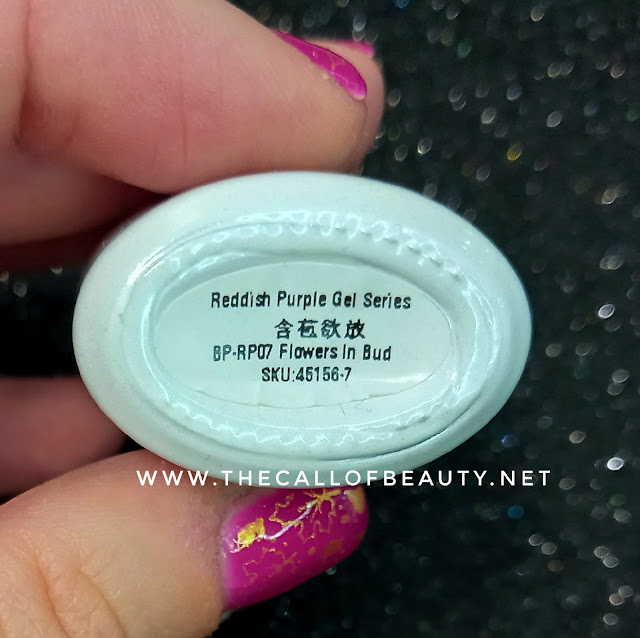 Reddish Purple Gel Series
含苞欲放
BP-RP07 Flowers In Bud
SKU:45156-7
WWW.THECALLOFBEAUTY.NET